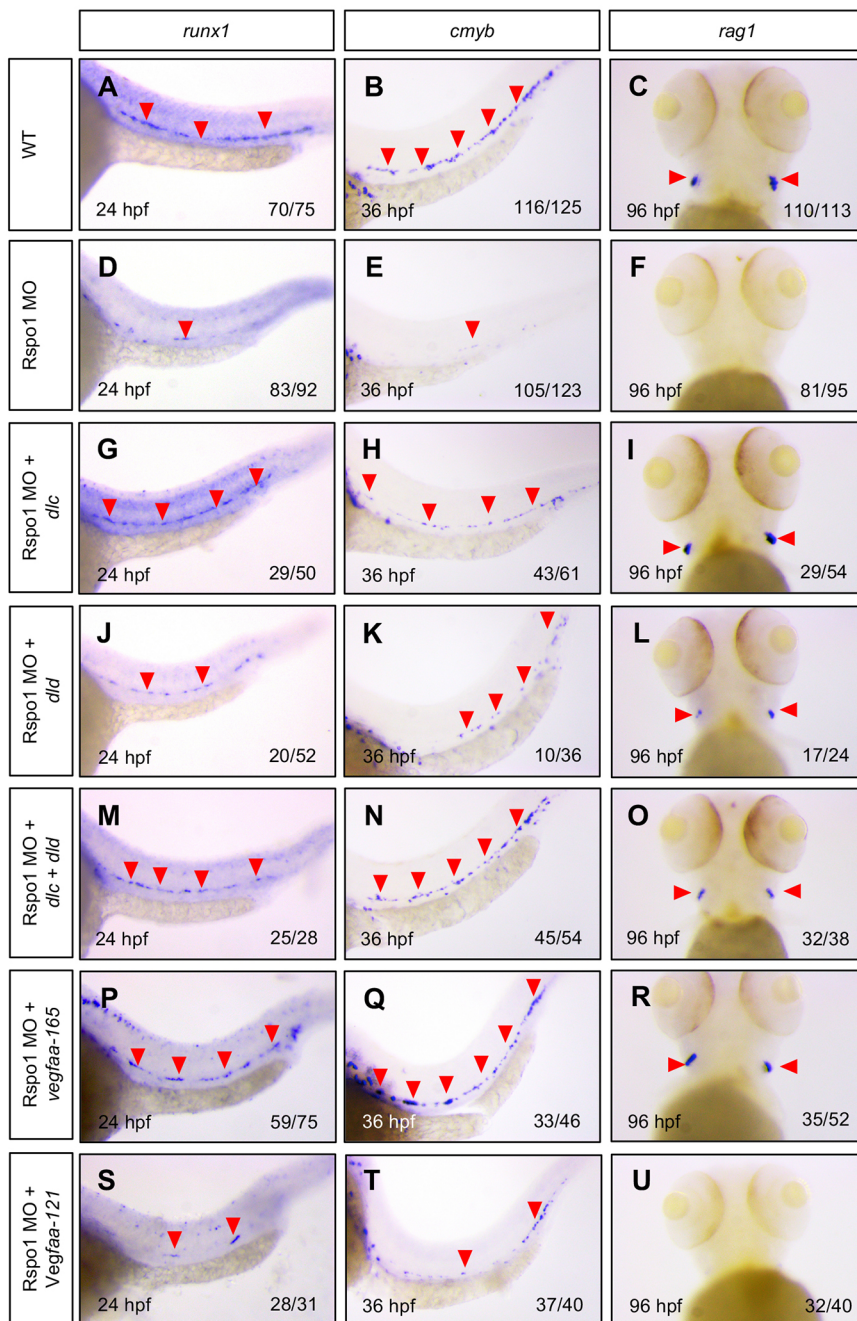 runx1
cmyb
rag1
WT
A
24 hpf
70/75
B
36 hpf
116/125
C
96 hpf
110/113
Rspo1 MO
D
24 hpf
83/92
E
36 hpf
105/123
F
96 hpf
81/95
Rspo1 MO +
dlc
G
24 hpf
29/50
H
36 hpf
43/61
I
96 hpf
29/54
Rspo1 MO +
dld
J
24 hpf
20/52
K
36 hpf
10/36
L
96 hpf
17/24
Rspo1 MO +
dlc + dld
M
24 hpf
25/28
N
36 hpf
45/54
O
96 hpf
32/38
Rspo1 MO +
vegfaa-165
P
24 hpf
59/75
Q
36 hpf
33/46
R
96 hpf
35/52
Rspo1 MO +
Vegfaa-121
S
24 hpf
28/31
T
36 hpf
37/40
U
96 hpf
32/40